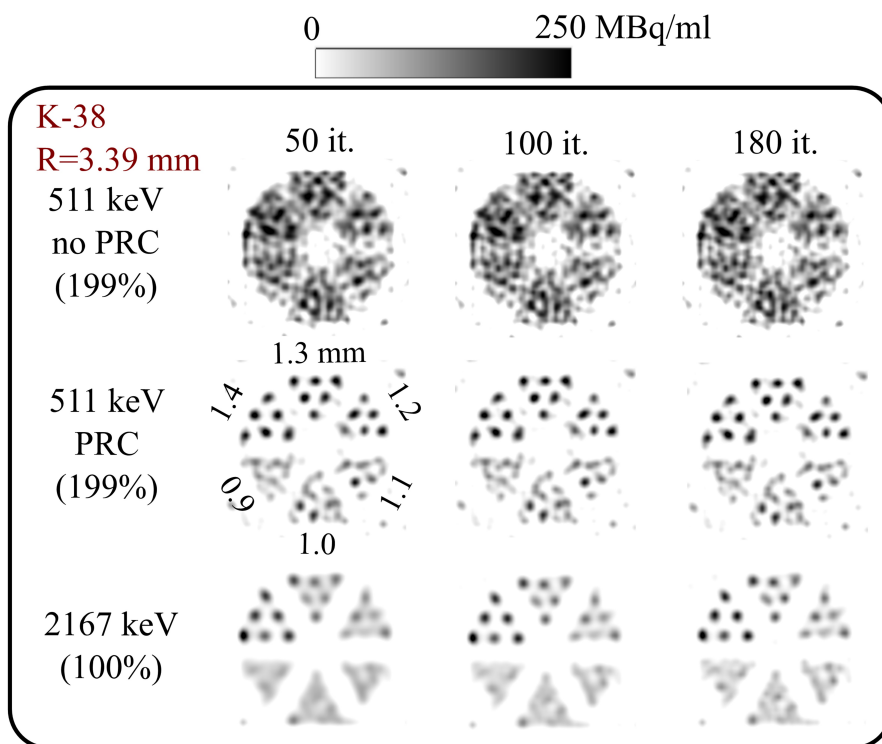 0 250 MBq/ml
K-38
R=3.39 mm
50 it. 100 it. 180 it.
511 keV
no PRC
(199%)
1.3 mm
1.4 1.2
511 keV
PRC
(199%)
0.9 1.1
1.0
2167 keV
(100%)